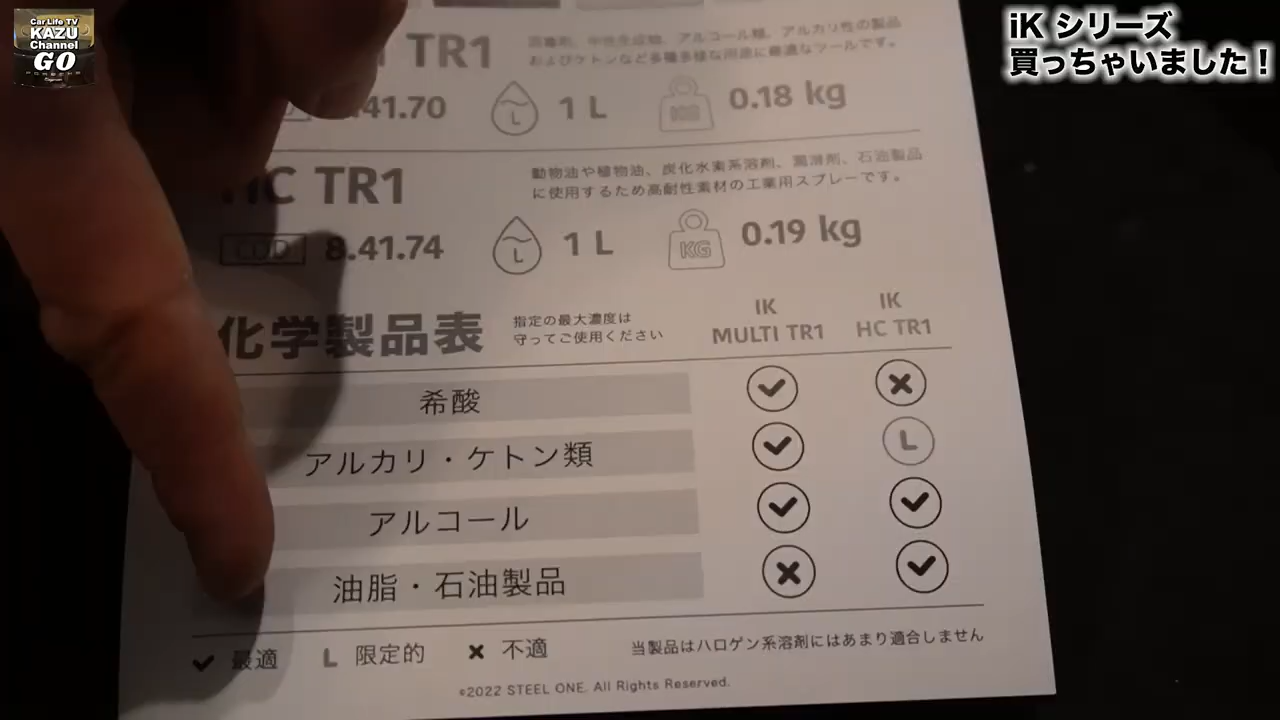 Car Life TV
KAZU
Channel
GO
iK シリーズ
買っちゃいました！
TR1
消毒剤、中性生成物、アルコール類、アルカリ性の製品
およびケトンなど多種多様な用途に最適なツールです。
.41.70
L
1 L
KG
0.18 kg
HC TR1
動物油や植物油、炭化水素系溶剤、潤滑剤、石油製品
に使用するため高耐性素材の工業用スプレーです。
COD
8.41.74
L
1 L
KG
0.19 kg
化学製品表
指定の最大濃度は
守ってご使用ください
IK
MULTI TR1
IK
HC TR1
希酸
アルカリ・ケトン類
L
アルコール
油脂・石油製品
最適
L 限定的
不適
当製品はハロゲン系溶剤にはあまり適合しません
©2022 STEEL ONE. All Rights Reserved.